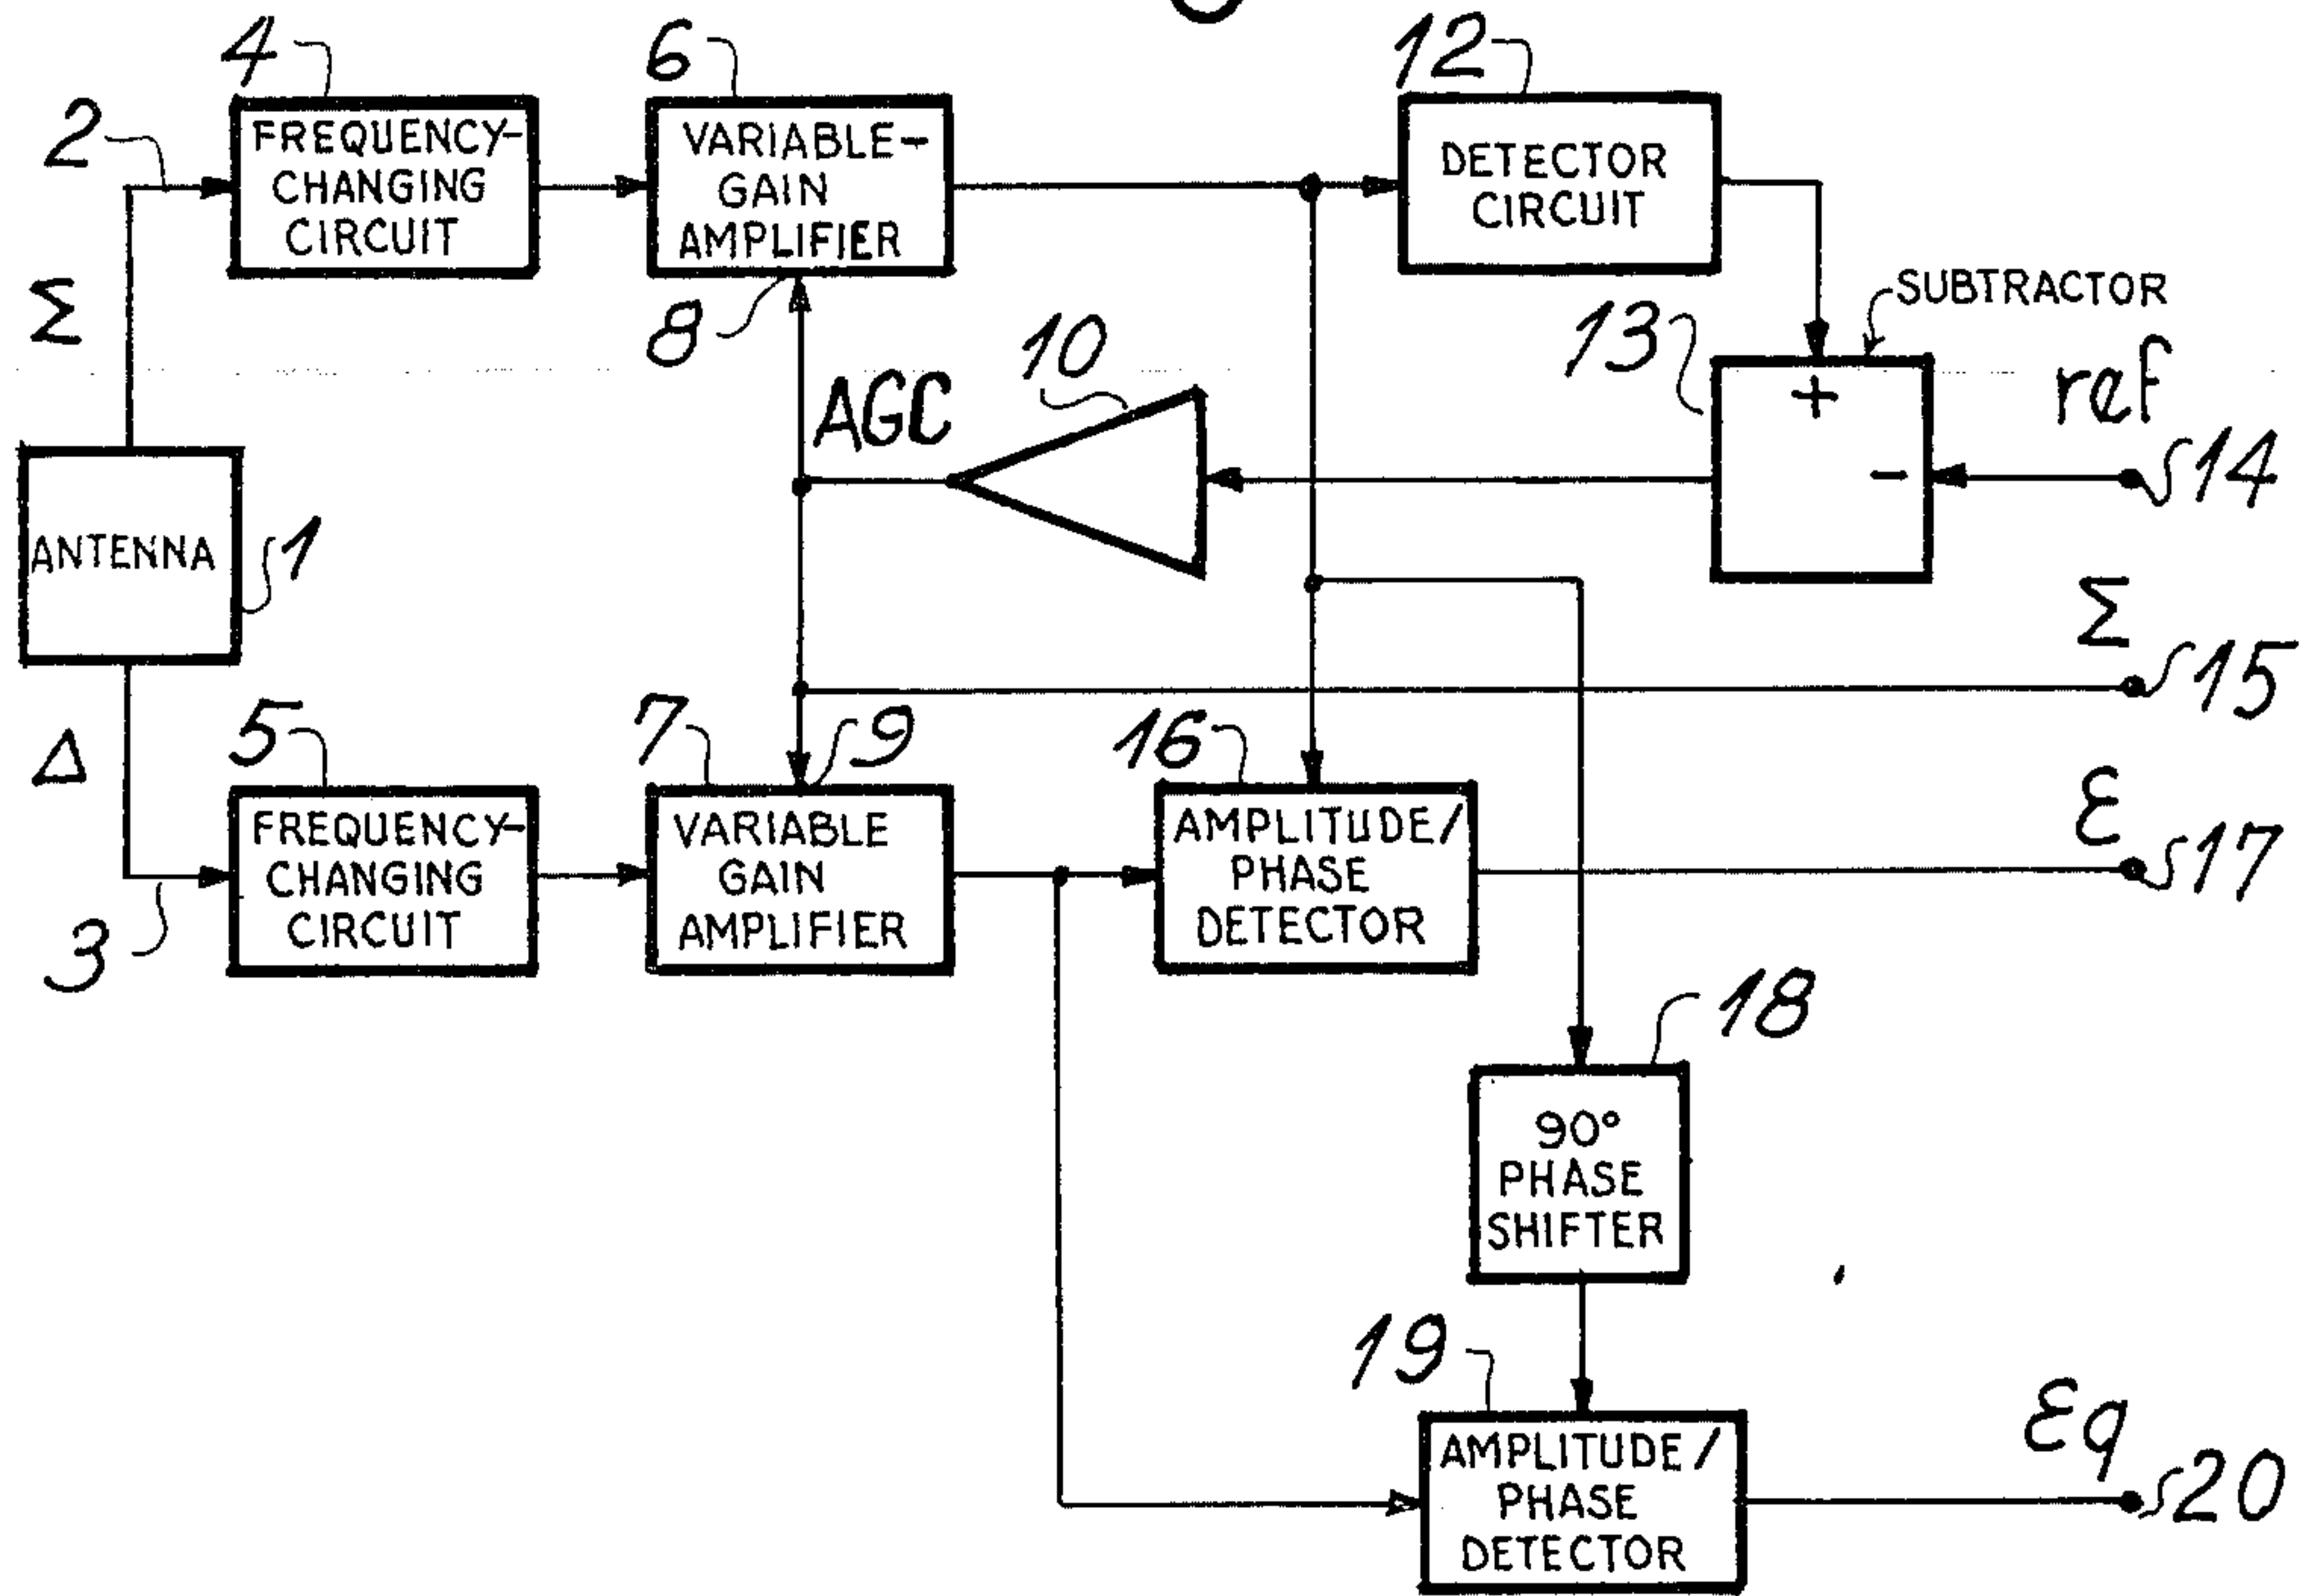 4
6
12
2
FREQUENCY-
CHANGING
CIRCUIT
VARIABLE-
GAIN
AMPLIFIER
DETECTOR
CIRCUIT
Σ
8
10
13
SUBTRACTOR
ref
AGC
+
-
14
ANTENNA
1
Σ
15
Δ
5
7
9
16
ε
17
FREQUENCY-
CHANGING
CIRCUIT
VARIABLE
GAIN
AMPLIFIER
AMPLITUDE/
PHASE
DETECTOR
3
18
90°
PHASE
SHIFTER
19
εq
20
AMPLITUDE/
PHASE
DETECTOR